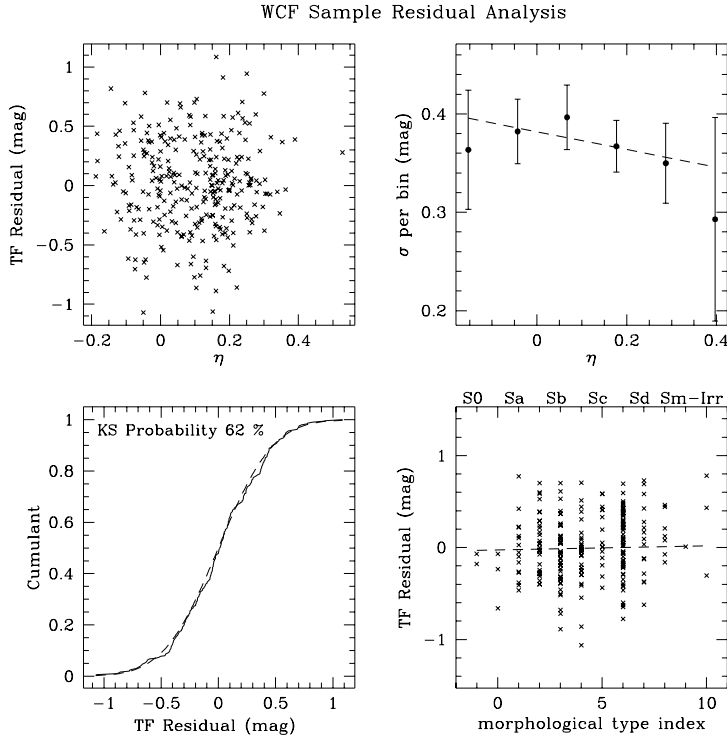 WCF Sample Residual Analysis
TF Residual (mag)
1
0.5
0
−0.5
−1
−0.2 0 0.2 0.4
η
σ per bin (mag)
0.4
0.3
0.2
0 0.2 0.4
η
KS Probability 62 %
Cumulant
1
0.8
0.6
0.4
0.2
0
−1 −0.5 0 0.5 1
TF Residual (mag)
S0 Sa Sb Sc Sd Sm−Irr
TF Residual (mag)
1
0
−1
0 5 10
morphological type index